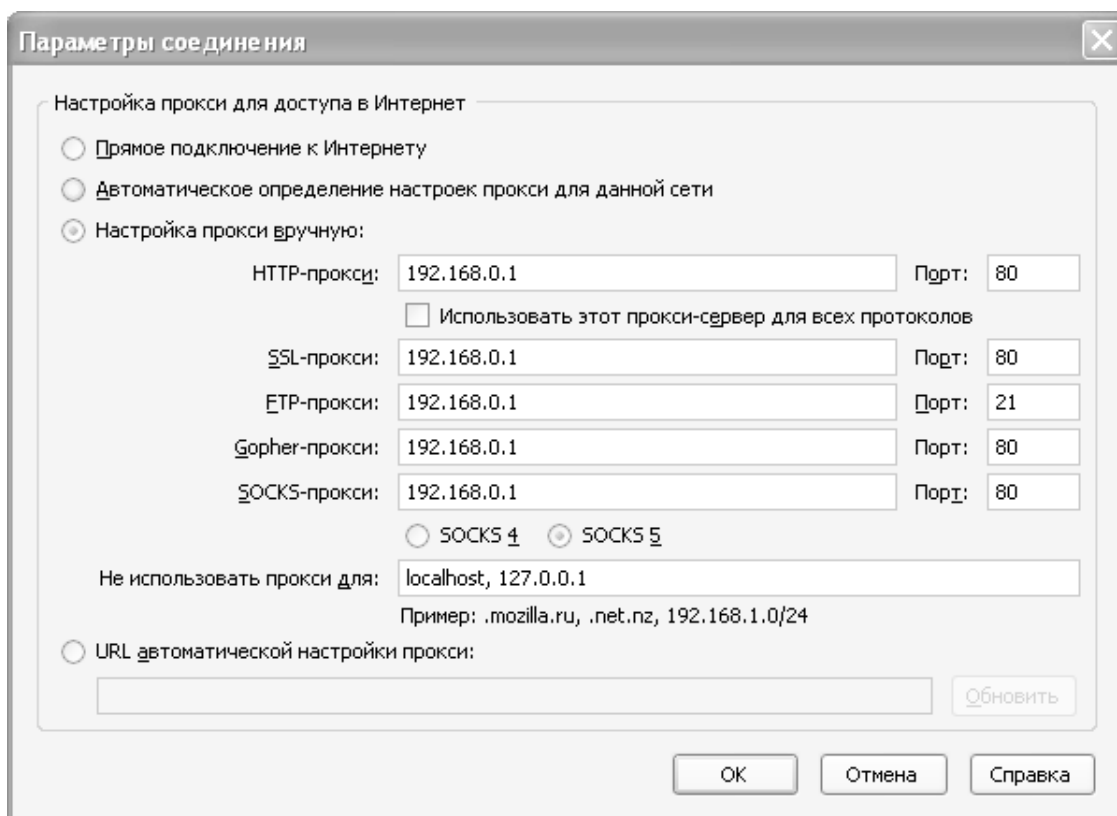 Параметры соединения
Настройка прокси для доступа в Интернет
Прямое подключение к Интернету
Автоматическое определение настроек прокси для данной сети
Настройка прокси вручную:
HTTP-прокси: 192.168.0.1 Порт: 80
Использовать этот прокси-сервер для всех протоколов
SSL-прокси: 192.168.0.1 Порт: 80
FTP-прокси: 192.168.0.1 Порт: 21
Gopher-прокси: 192.168.0.1 Порт: 80
SOCKS-прокси: 192.168.0.1 Порт: 80
SOCKS 4 SOCKS 5
Не использовать прокси для: localhost, 127.0.0.1
Пример: .mozilla.ru, .net.nz, 192.168.1.0/24
URL автоматической настройки прокси:
Обновить
OK Отмена Справка